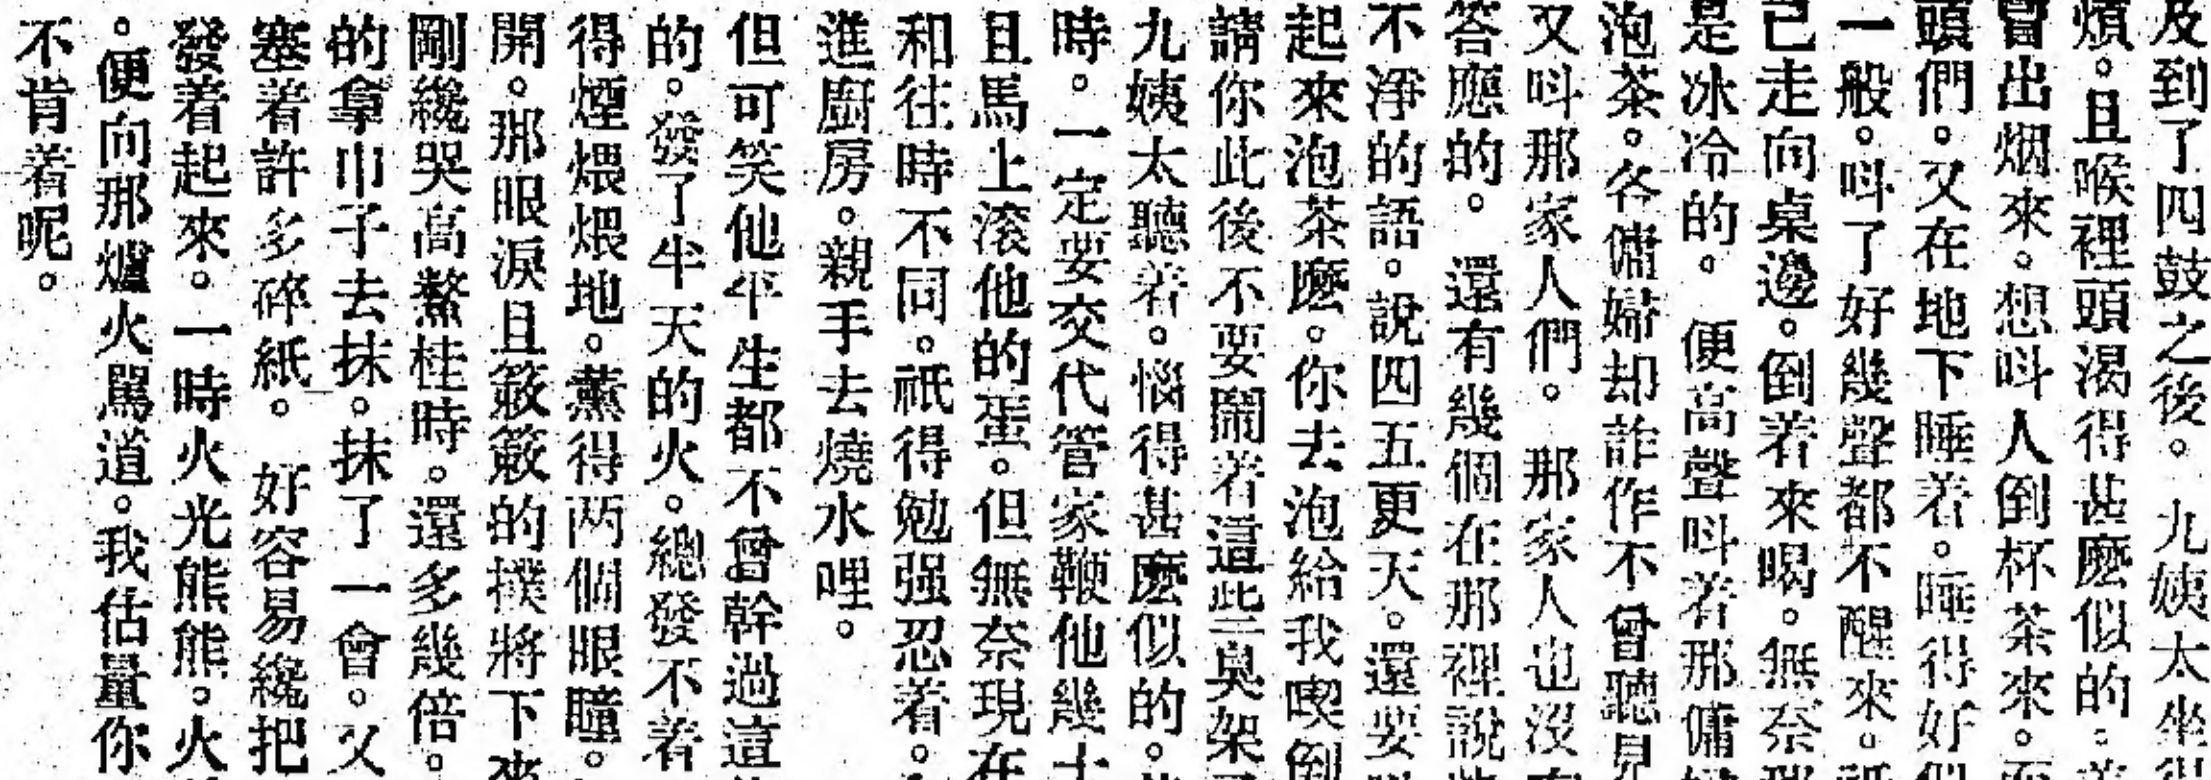 及到了四鼓之後。九姨太坐得
煩。且喉裡頭渴得甚麽似的。
曾出烟來。想呌人倒杯茶來。
頭們。又在地下睡着。睡得好
一般。呌了好幾聲都不醒來。祇
已走向桌邊。倒着來喝。無奈
是冰冷的。便高聲呌着那傭
泡茶。各傭婦却詐作不曾聽見
又呌那家人們。那家人也沒
答應的。還有幾個在那裡說
不淨的語。說四五更天。還要
起來泡茶麽。你去泡給我喫倒
請你此後不要鬧着這些臭架
九姨太聽着。惱得甚麽似的。
時。一定要交代管家鞭他幾十
且馬上滚他的蛋。但無奈現在
和往時不同。祇得勉强忍着。
進廚房。親手去燒水哩。
但可笑他平生都不曾幹過這
的。發了半天的火。總發不着
得煙煨煨地。薰得两個眼瞳。
開。那眼淚且簌簌的撲將下來
剛纔哭高鰲桂時。還多幾倍。
的拿巾子去抹。抹了一會。又
塞着許多碎紙。好容易纔把
發着起來。一時火光熊熊。火
。便向那爐火駡道。我估量你
不肯着呢。